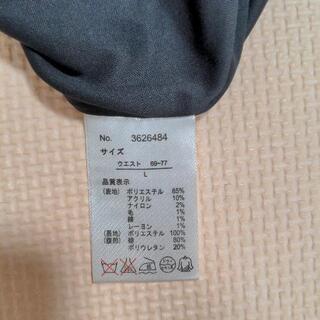 No. 3626484
サイズ
ウエスト 69~77
L
品質表示
(表地) ポリエステル 85%
アクリル 10%
ナイロン 2%
毛 1%
綿 1%
レーヨン 1%
(裏地) ポリエステル 100%
(腹部) 綿 80%
ポリウレタン 20%